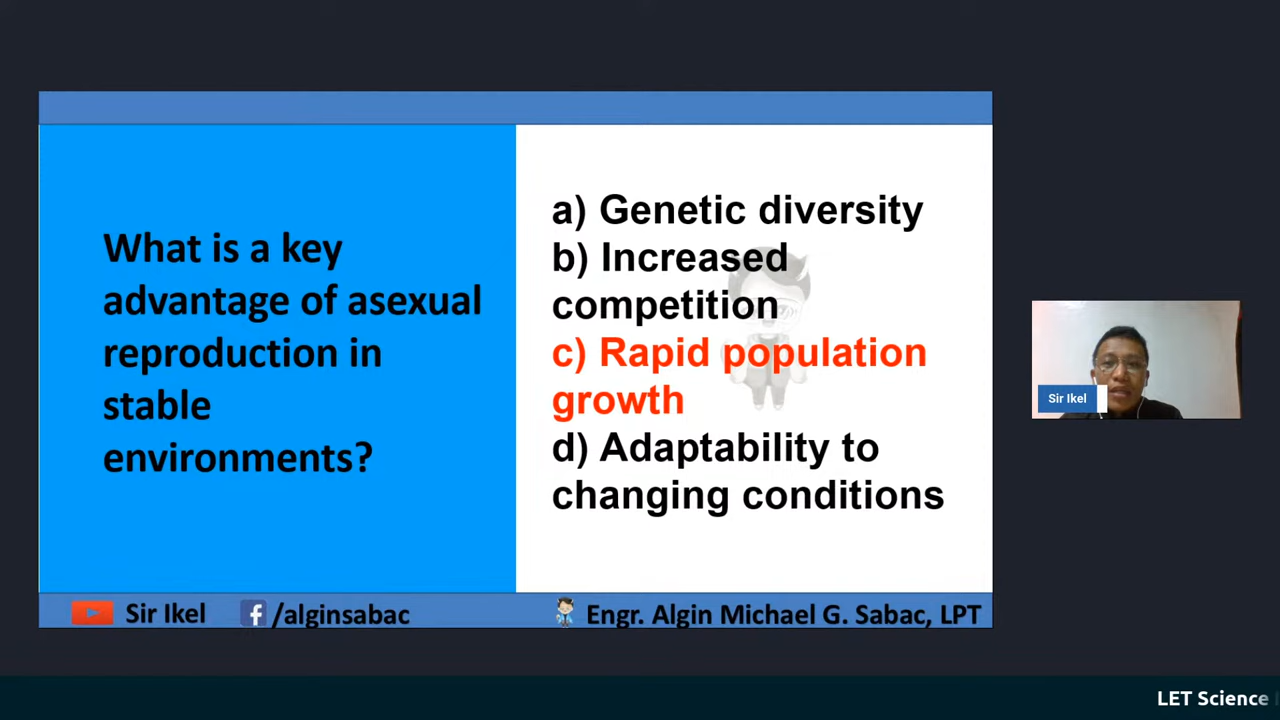 What is a key
advantage of asexual
reproduction in
stable
environments?
a) Genetic diversity
b) Increased
competition
c) Rapid population
growth
d) Adaptability to
changing conditions
Sir Ikel
Sir Ikel
/alginsabac
Engr. Algin Michael G. Sabac, LPT
LET Science